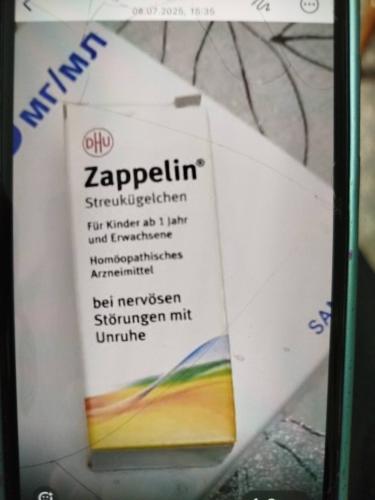 08.07.2025, 15:35
мг/мл
DHU
Zappelin®
Streukügelchen
Für Kinder ab 1 Jahr
und Erwachsene
Homöopathisches
Arzneimittel
bei nervösen
Störungen mit
Unruhe
SA